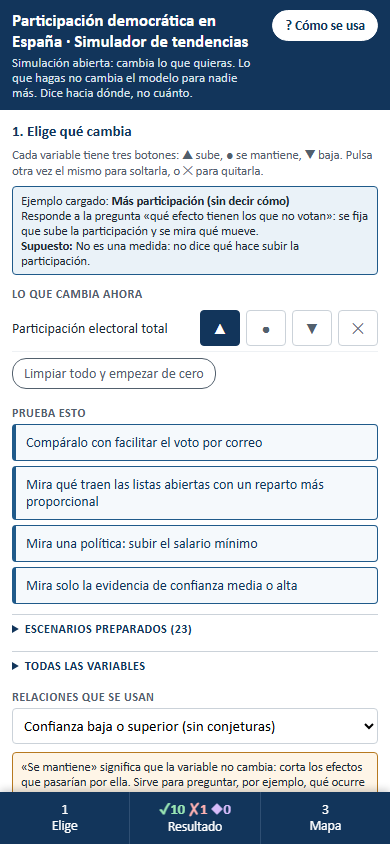 Participación democrática en
España · Simulador de tendencias
? Cómo se usa
Simulación abierta: cambia lo que quieras. Lo
que hagas no cambia el modelo para nadie
más. Dice hacia dónde, no cuánto.
1. Elige qué cambia
Cada variable tiene tres botones: ▲ sube, ● se mantiene, ▼ baja. Pulsa
otra vez el mismo para soltarla, o ✕ para quitarla.
Ejemplo cargado: Más participación (sin decir cómo)
Responde a la pregunta «qué efecto tienen los que no votan»: se fija
que sube la participación y se mira qué mueve.
Supuesto: No es una medida: no dice qué hace subir la
participación.
LO QUE CAMBIA AHORA
Participación electoral total ▲ ● ▼ ✕
Limpiar todo y empezar de cero
PRUEBA ESTO
Compáralo con facilitar el voto por correo
Mira qué traen las listas abiertas con un reparto más
proporcional
Mira una política: subir el salario mínimo
Mira solo la evidencia de confianza media o alta
▶ ESCENARIOS PREPARADOS (23)
▶ TODAS LAS VARIABLES
RELACIONES QUE SE USAN
Confianza baja o superior (sin conjeturas)
«Se mantiene» significa que la variable no cambia: corta los efectos
que pasarían por ella. Sirve para preguntar, por ejemplo, qué ocurre
1
Elige
✓10 ✗1 ◆0
Resultado
3
Mapa